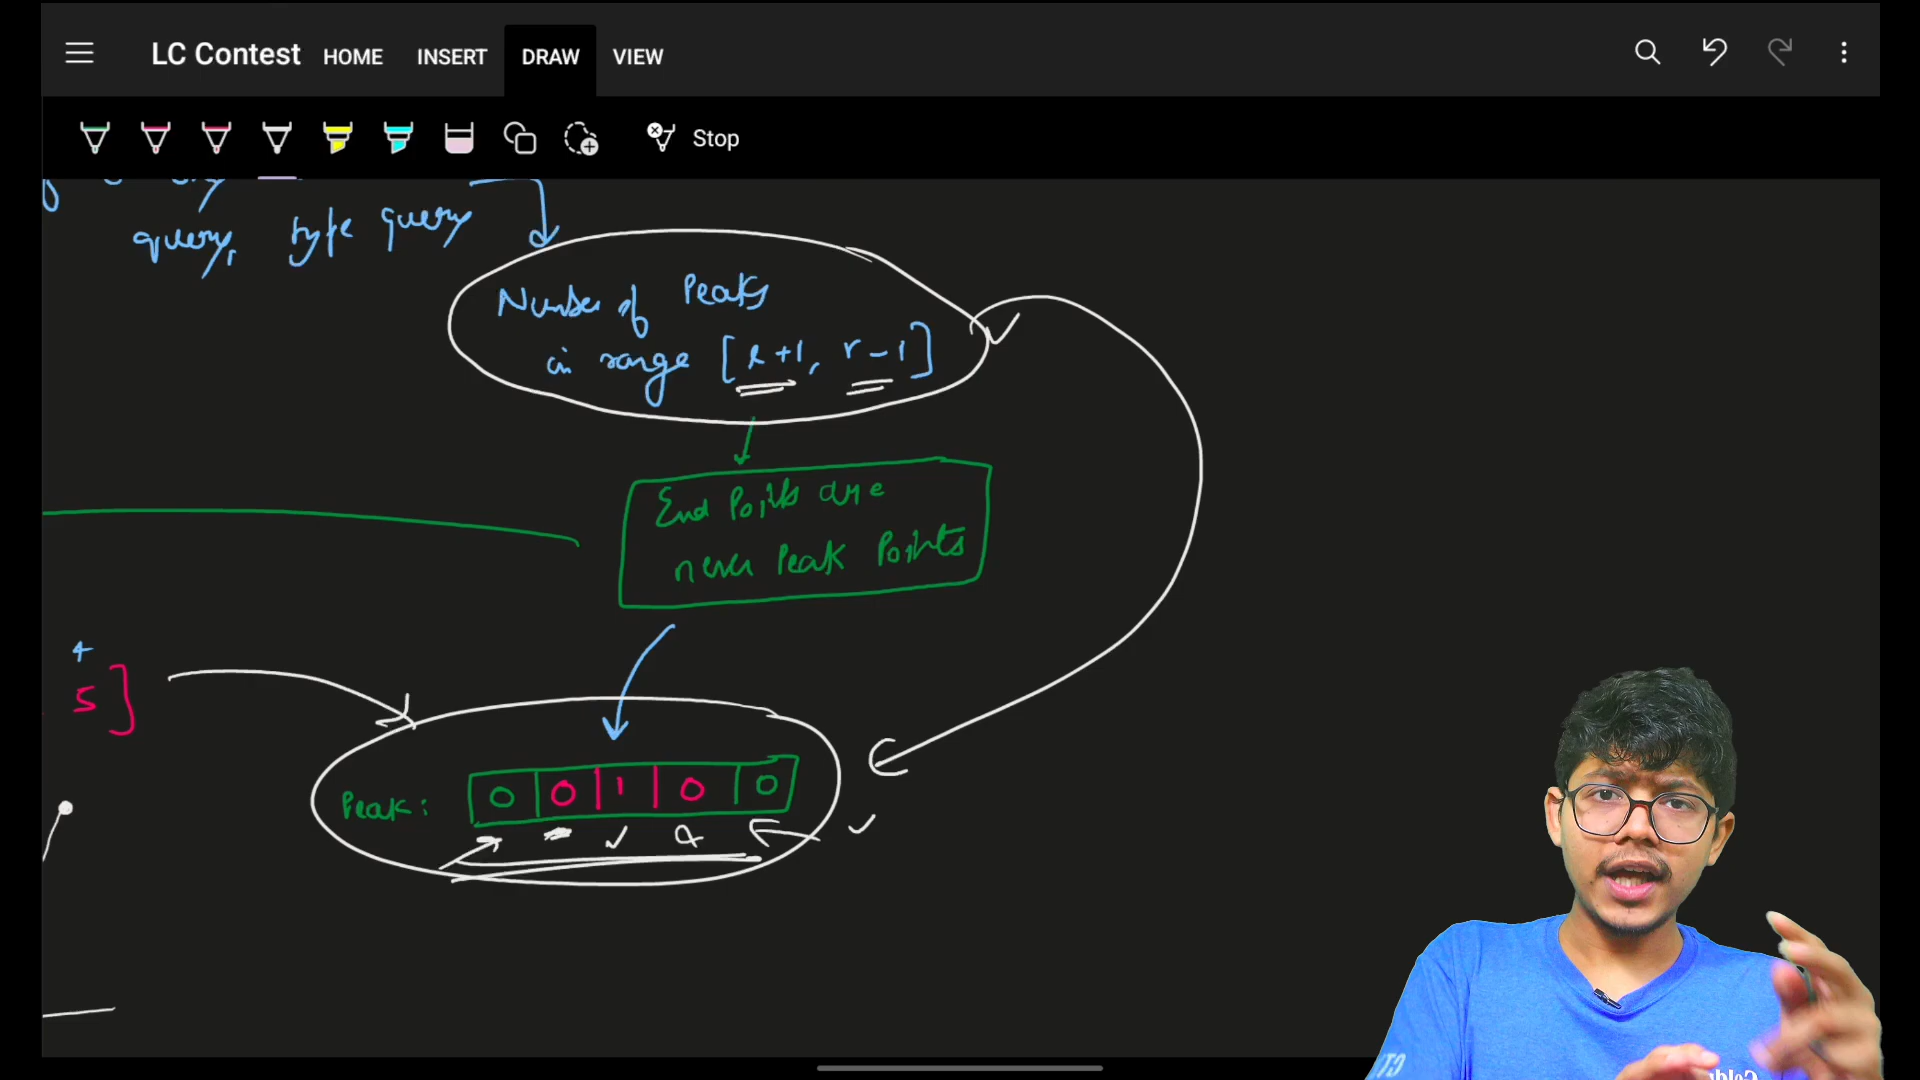 LC Contest HOME INSERT DRAW VIEW
Stop
query, type query
Number of Peaks
in range [l+1, r-1]
End Points are
never Peak Points
4
5 ]
Peak: 0 0 1 0 0